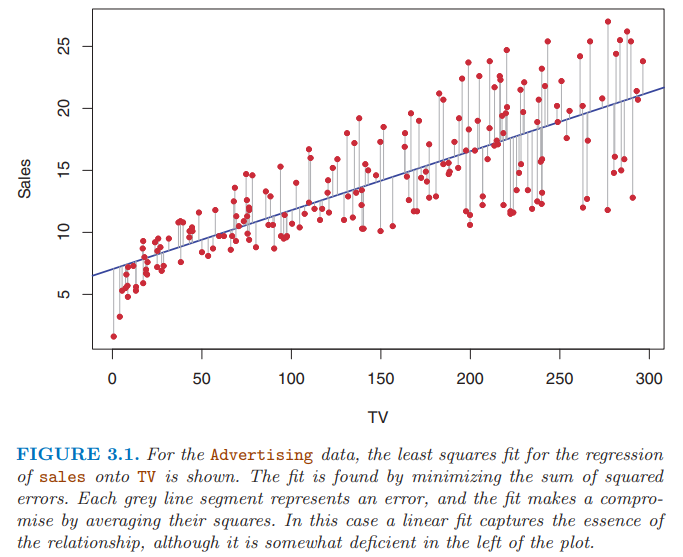 25
20
15
10
5
Sales
0 50 100 150 200 250 300
TV
FIGURE 3.1. For the Advertising data, the least squares fit for the regression
of sales onto TV is shown. The fit is found by minimizing the sum of squared
errors. Each grey line segment represents an error, and the fit makes a compro-
mise by averaging their squares. In this case a linear fit captures the essence of
the relationship, although it is somewhat deficient in the left of the plot.